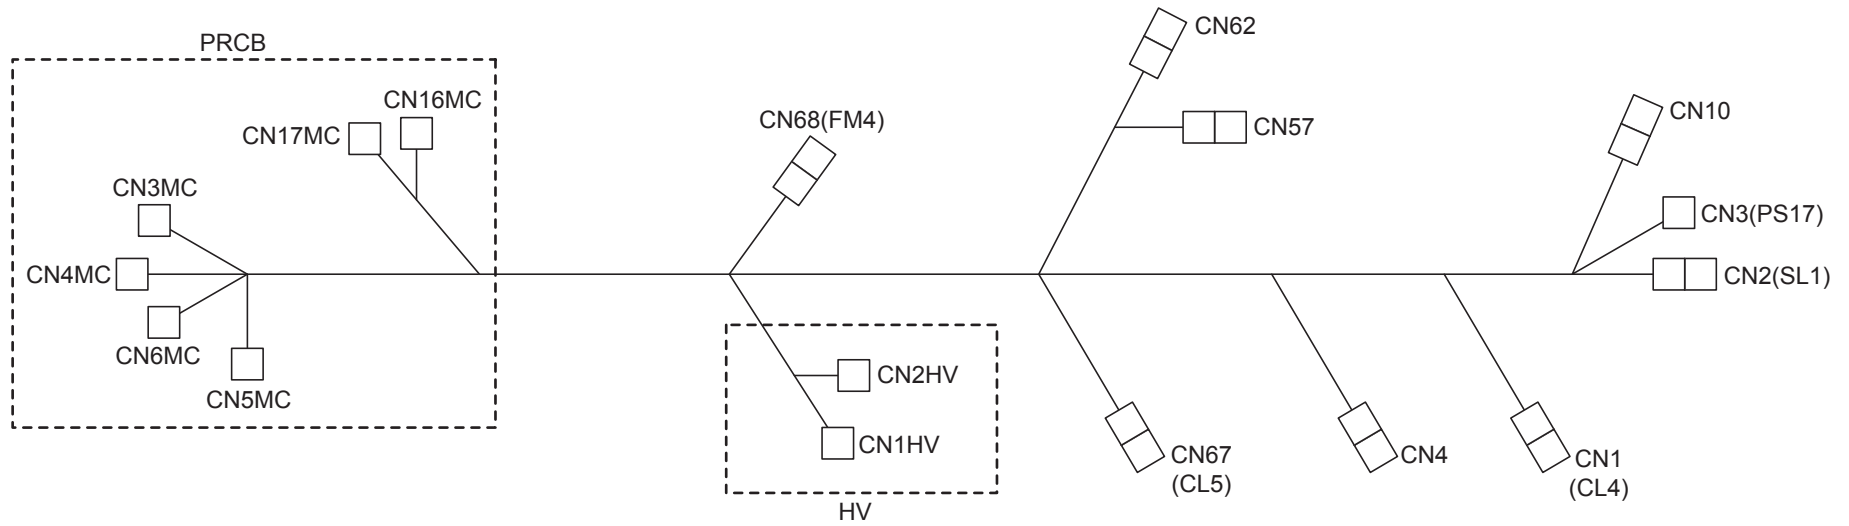 PRCB
CN16MC
CN17MC
CN3MC
CN4MC
CN6MC
CN5MC
CN68(FM4)
CN2HV
CN1HV
HV
CN62
CN57
CN67
(CL5)
CN4
CN1
(CL4)
CN10
CN3(PS17)
CN2(SL1)